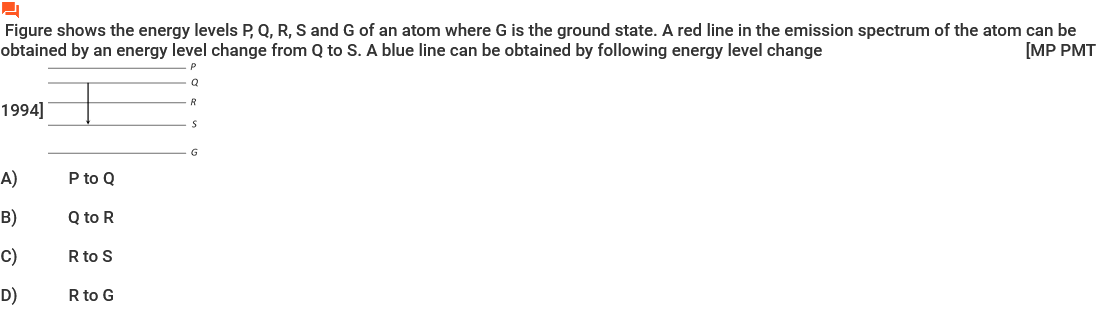 Figure shows the energy levels P, Q, R, S and G of an atom where G is the ground state. A red line in the emission spectrum of the atom can be
obtained by an energy level change from Q to S. A blue line can be obtained by following energy level change [MP PMT
P
Q
R
1994]
S
G
A) P to Q
B) Q to R
C) R to S
D) R to G